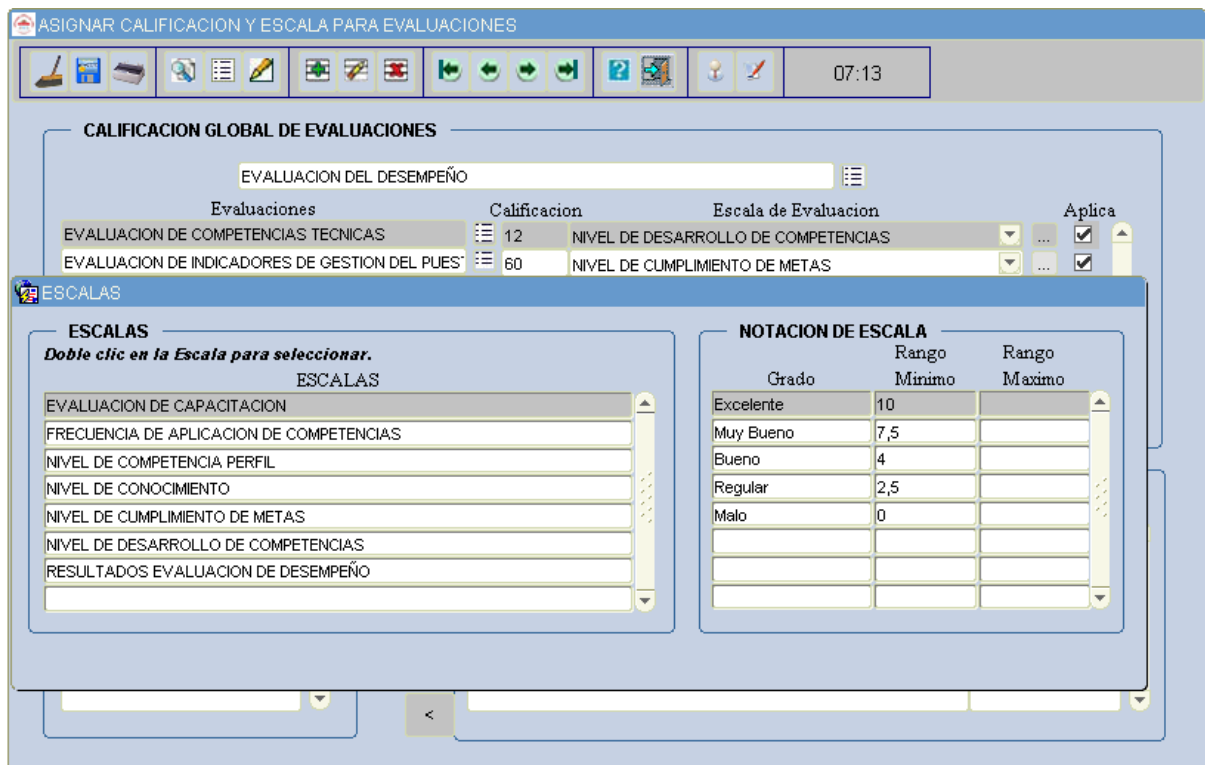 ASIGNAR CALIFICACION Y ESCALA PARA EVALUACIONES
07:13
CALIFICACION GLOBAL DE EVALUACIONES
EVALUACION DEL DESEMPEÑO
Evaluaciones Calificacion Escala de Evaluacion Aplica
EVALUACION DE COMPETENCIAS TECNICAS 12 NIVEL DE DESARROLLO DE COMPETENCIAS ...
EVALUACION DE INDICADORES DE GESTION DEL PUEST 60 NIVEL DE CUMPLIMIENTO DE METAS ...
ESCALAS
ESCALAS
Doble clic en la Escala para seleccionar.
ESCALAS
EVALUACION DE CAPACITACION
FRECUENCIA DE APLICACION DE COMPETENCIAS
NIVEL DE COMPETENCIA PERFIL
NIVEL DE CONOCIMIENTO
NIVEL DE CUMPLIMIENTO DE METAS
NIVEL DE DESARROLLO DE COMPETENCIAS
RESULTADOS EVALUACION DE DESEMPEÑO
NOTACION DE ESCALA
Rango Rango
Grado Minimo Maximo
Excelente 10
Muy Bueno 7,5
Bueno 4
Regular 2,5
Malo 0
<